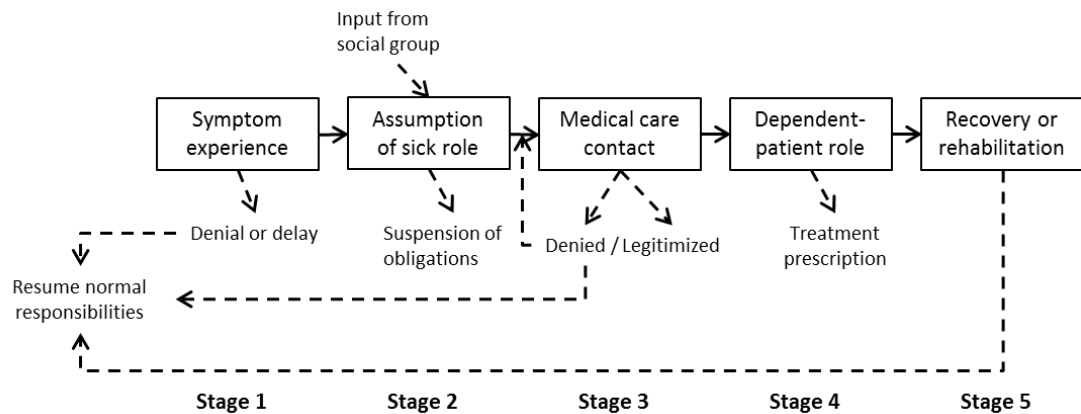 Input from
social group
Symptom
experience
Assumption
of sick role
Medical care
contact
Dependent-
patient role
Recovery or
rehabilitation
Denial or delay
Suspension of
obligations
Denied / Legitimized
Treatment
prescription
Resume normal
responsibilities
Stage 1
Stage 2
Stage 3
Stage 4
Stage 5